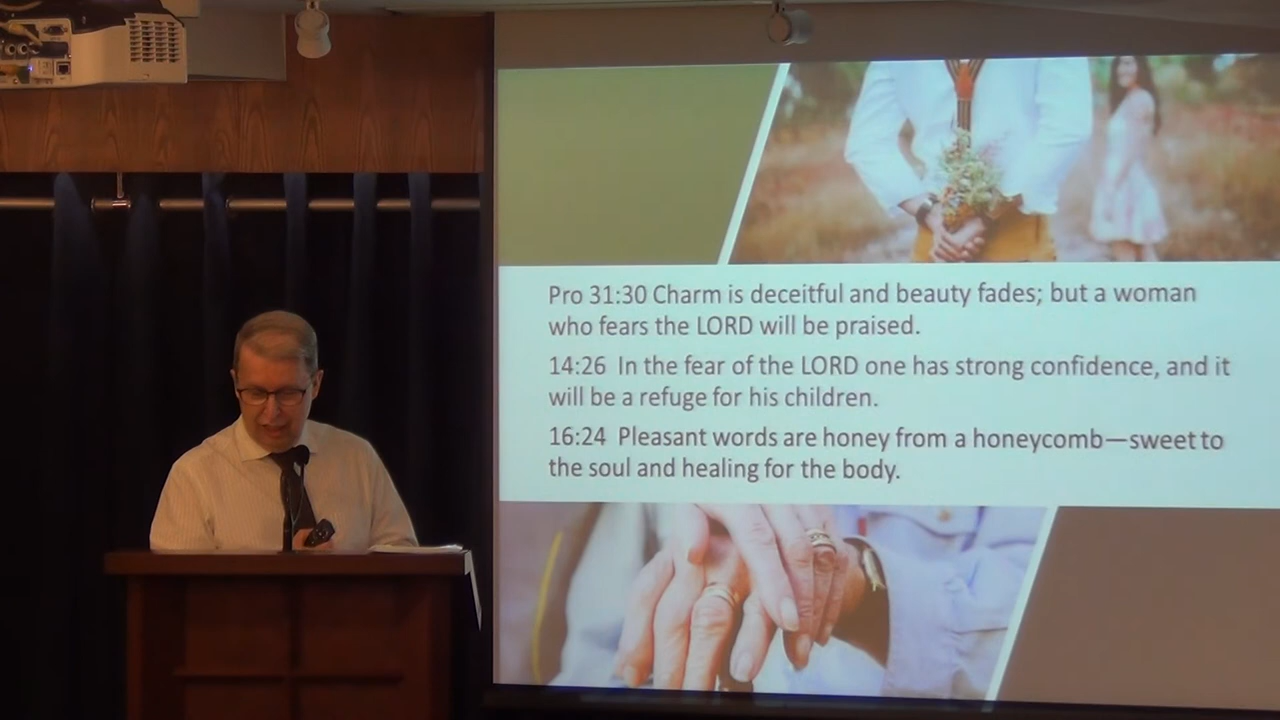 Pro 31:30 Charm is deceitful and beauty fades; but a woman
who fears the LORD will be praised.
14:26 In the fear of the LORD one has strong confidence, and it
will be a refuge for his children.
16:24 Pleasant words are honey from a honeycomb—sweet to
the soul and healing for the body.